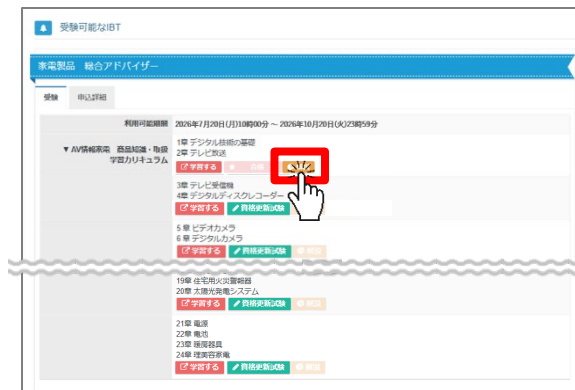 受験可能なIBT
家電製品 総合アドバイザー
受験 申込詳細
利用可能期間 2026年7月20日(月)10時00分 ~ 2026年10月20日(火)23時59分
▼ AV情報家電 商品知識・取扱
学習カリキュラム
1章 デジタル技術の基礎
2章 テレビ放送
学習する 合格
3章 テレビ受信機
4章 デジタルディスクレコーダー
学習する 資格更新試験
5章 ビデオカメラ
6章 デジタルカメラ
学習する 資格更新試験 解説
19章 住宅用火災警報器
20章 太陽光発電システム
学習する 資格更新試験 解説
21章 電源
22章 電池
23章 暖房器具
24章 理美容家電
学習する 資格更新試験 解説